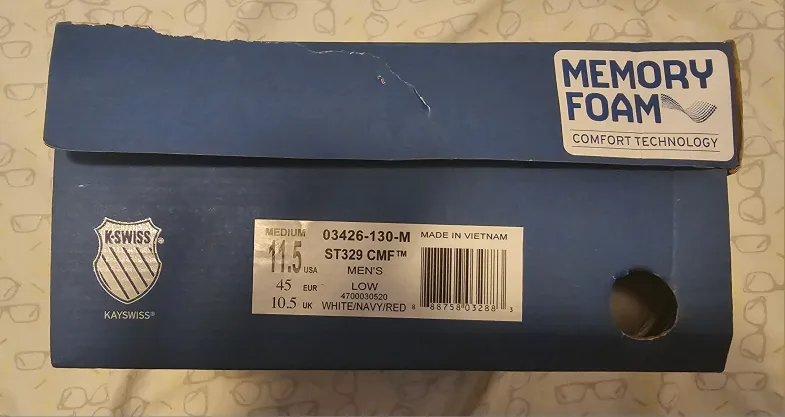 MEMORY
FOAM
COMFORT TECHNOLOGY
K·SWISS®
KAYSWISS®
MEDIUM
11.5 USA
45 EUR
10.5 UK
03426-130-M
ST329 CMF™
MEN'S
LOW
4700030520
WHITE/NAVY/RED
MADE IN VIETNAM
8 88758 03288 3